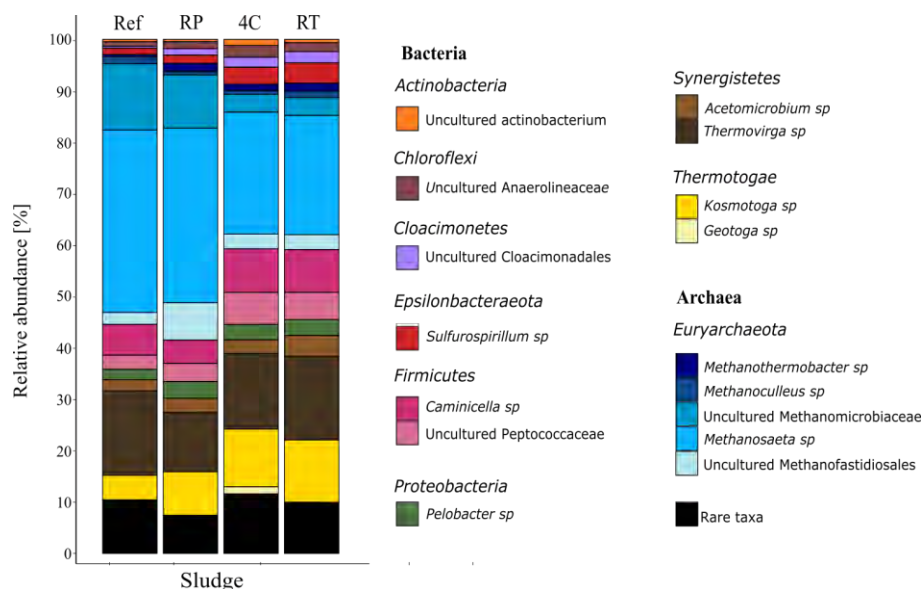 Ref RP 4C RT
100
90
80
70
60
50
40
30
20
10
0
Relative abundance [%]
Sludge
Bacteria
Actinobacteria
Uncultured actinobacterium
Chloroflexi
Uncultured Anaerolineaceae
Cloacimonetes
Uncultured Cloacimonadales
Epsilonbacteraeota
Sulfurospirillum sp
Firmicutes
Caminicella sp
Uncultured Peptococcaceae
Proteobacteria
Pelobacter sp
Synergistetes
Acetomicrobium sp
Thermovirga sp
Thermotogae
Kosmotoga sp
Geotoga sp
Archaea
Euryarchaeota
Methanothermobacter sp
Methanoculleus sp
Uncultured Methanomicrobiaceae
Methanosaeta sp
Uncultured Methanofastidiosales
Rare taxa